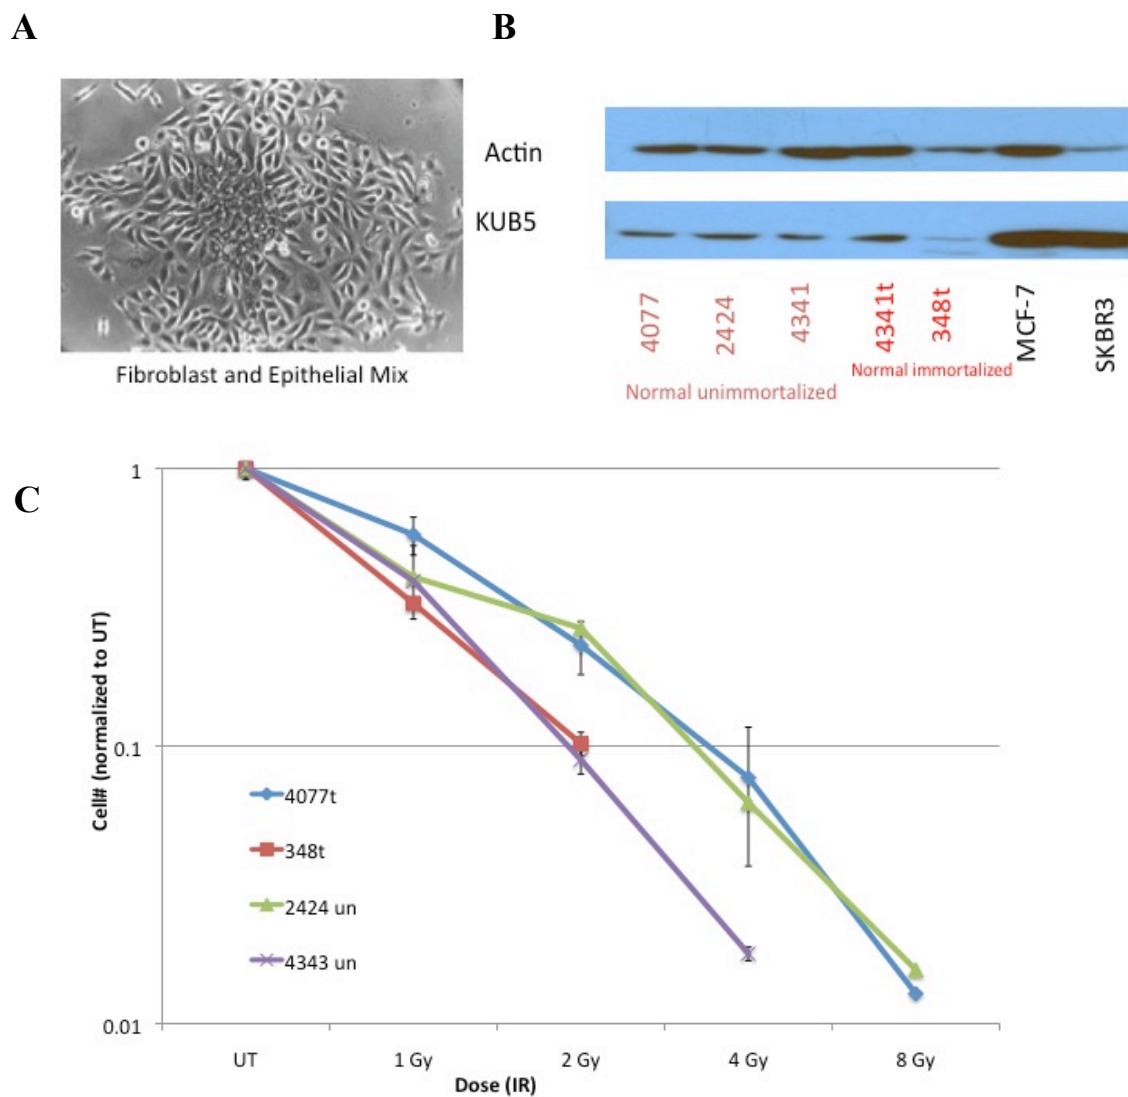 A
B
Actin
KUB5
4077
2424
4341
4341t
348t
MCF-7
SKBR3
Normal immortalized
Normal unimmortalized
Fibroblast and Epithelial Mix
C
1
0.1
0.01
Cell# (normalized to UT)
4077t
348t
2424 un
4343 un
UT
1 Gy
2 Gy
4 Gy
8 Gy
Dose (IR)